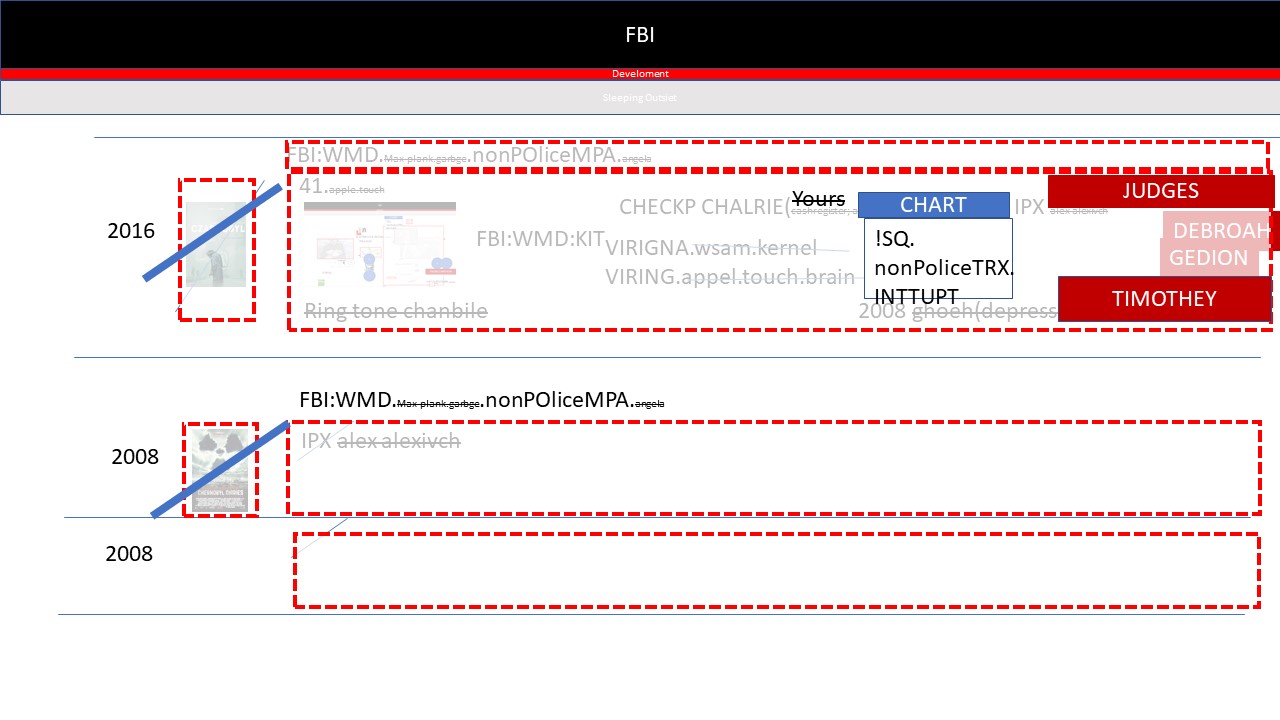 FBI
Develoment
Sleeping Outset
FBI:WMD.Max plank.garbge.nonPOliceMPA.angela
41.apple.touch
2016
CHECKP CHALRIE(cashregister; a
Yours
CHART
IPX alex alexivch
JUDGES
FBI:WMD:KIT
VIRIGNA.wsam.kernel
VIRING.appel.touch.brain
!SQ.
nonPoliceTRX.
INTTUPT
DEBROAH
GEDION
TIMOTHEY
Ring tone chanbile
2008 ghoeh(depress
FBI:WMD.Max plank.garbge.nonPOliceMPA.angela
2008
IPX alex alexivch
2008